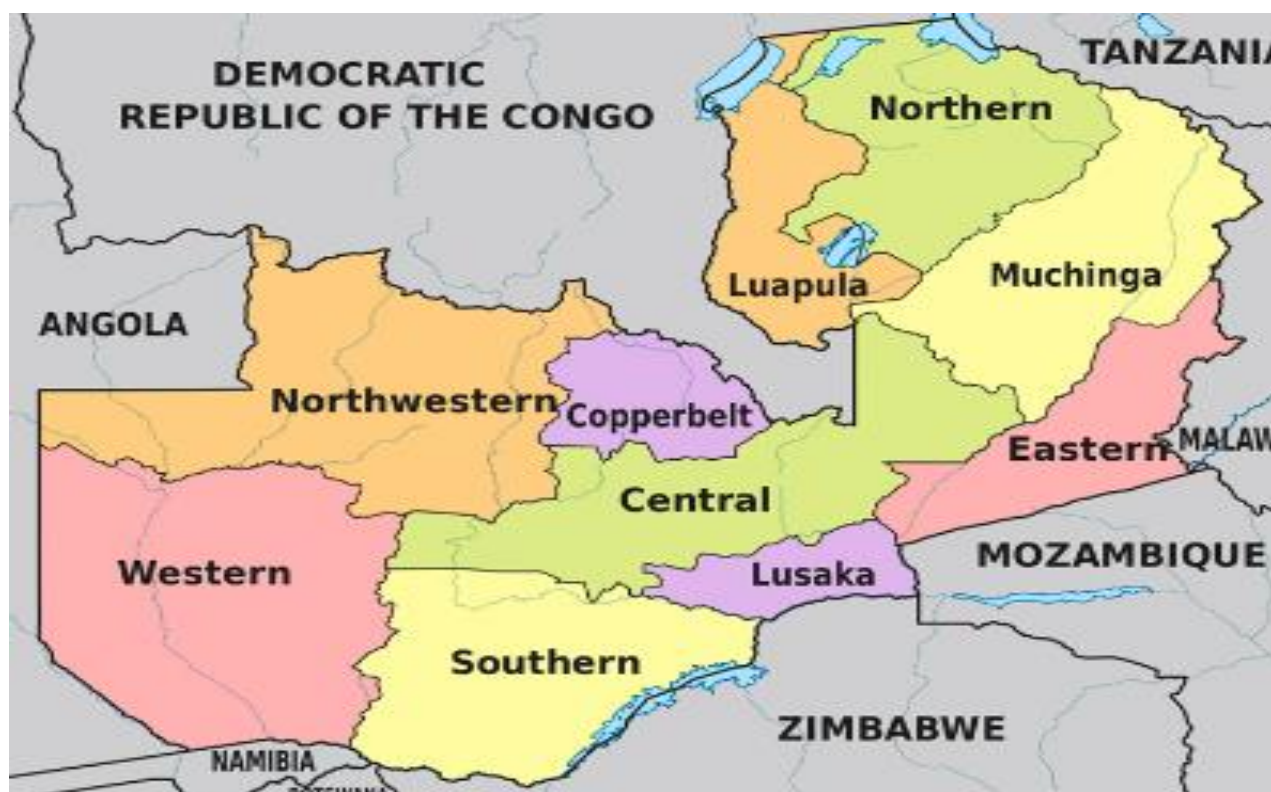 DEMOCRATIC
REPUBLIC OF THE CONGO
TANZANIA
Northern
Muchinga
Luapula
ANGOLA
Northwestern
Copperbelt
Eastern
MALAW
Central
MOZAMBIQUE
Western
Lusaka
Southern
ZIMBABWE
NAMIBIA